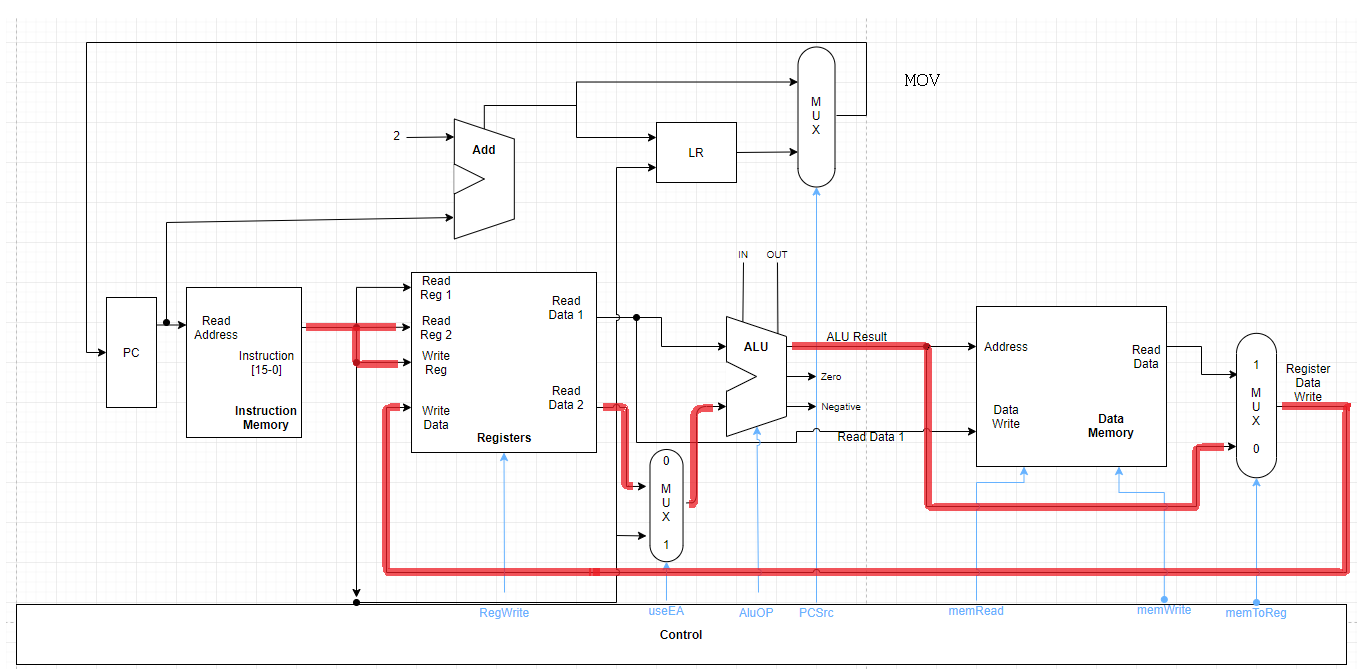 MOV
M
U
X
2
Add
LR
IN
OUT
Read
Reg 1
Read
Address
Read
Reg 2
Write
Reg
Read
Data 1
PC
Instruction
[15-0]
Instruction
Memory
Write
Data
Read
Data 2
Registers
ALU
ALU Result
Zero
Negative
Read Data 1
Address
Read
Data
Data
Write
Data
Memory
1
M
U
X
0
Register
Data
Write
0
M
U
X
1
RegWrite
useEA
AluOP
PCSrc
memRead
memWrite
memToReg
Control